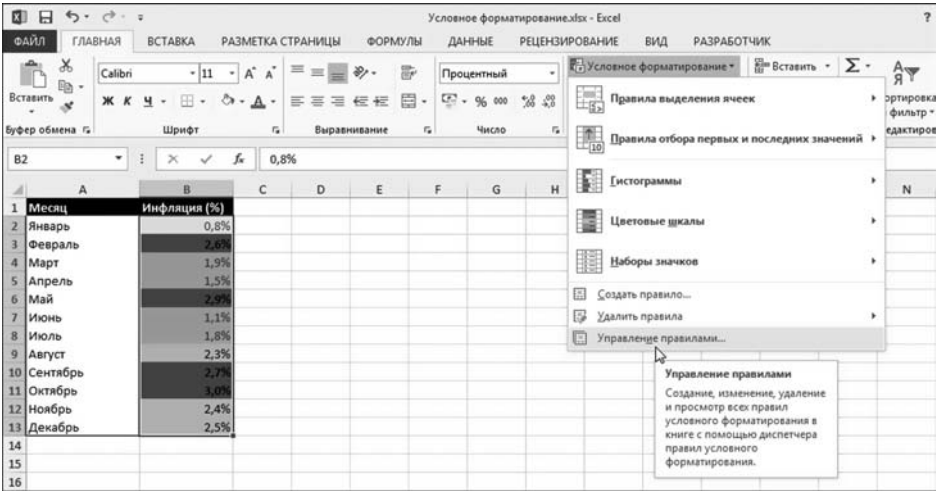 Условное форматирование.xlsx - Excel
?
ФАЙЛ ГЛАВНАЯ ВСТАВКА РАЗМЕТКА СТРАНИЦЫ ФОРМУЛЫ ДАННЫЕ РЕЦЕНЗИРОВАНИЕ ВИД РАЗРАБОТЧИК
Вставить
Буфер обмена
Calibri 11
Ж К Ч
Шрифт
Выравнивание
Процентный
% 000
Число
Условное форматирование
Вставить
Σ
Правила выделения ячеек
Правила отбора первых и последних значений
Гистограммы
Цветовые шкалы
Наборы значков
Создать правило...
Удалить правила
Управление правилами...
Управление правилами
Создание, изменение, удаление
и просмотр всех правил
условного форматирования в
книге с помощью диспетчера
правил условного
форматирования.
B2 fx 0,8%
A B C D E F G H N
1 Месяц Инфляция (%)
2 Январь 0,8%
3 Февраль 2,6%
4 Март 1,9%
5 Апрель 1,5%
6 Май 2,9%
7 Июнь 1,1%
8 Июль 1,8%
9 Август 2,3%
10 Сентябрь 2,7%
11 Октябрь 3,0%
12 Ноябрь 2,4%
13 Декабрь 2,5%
14
15
16